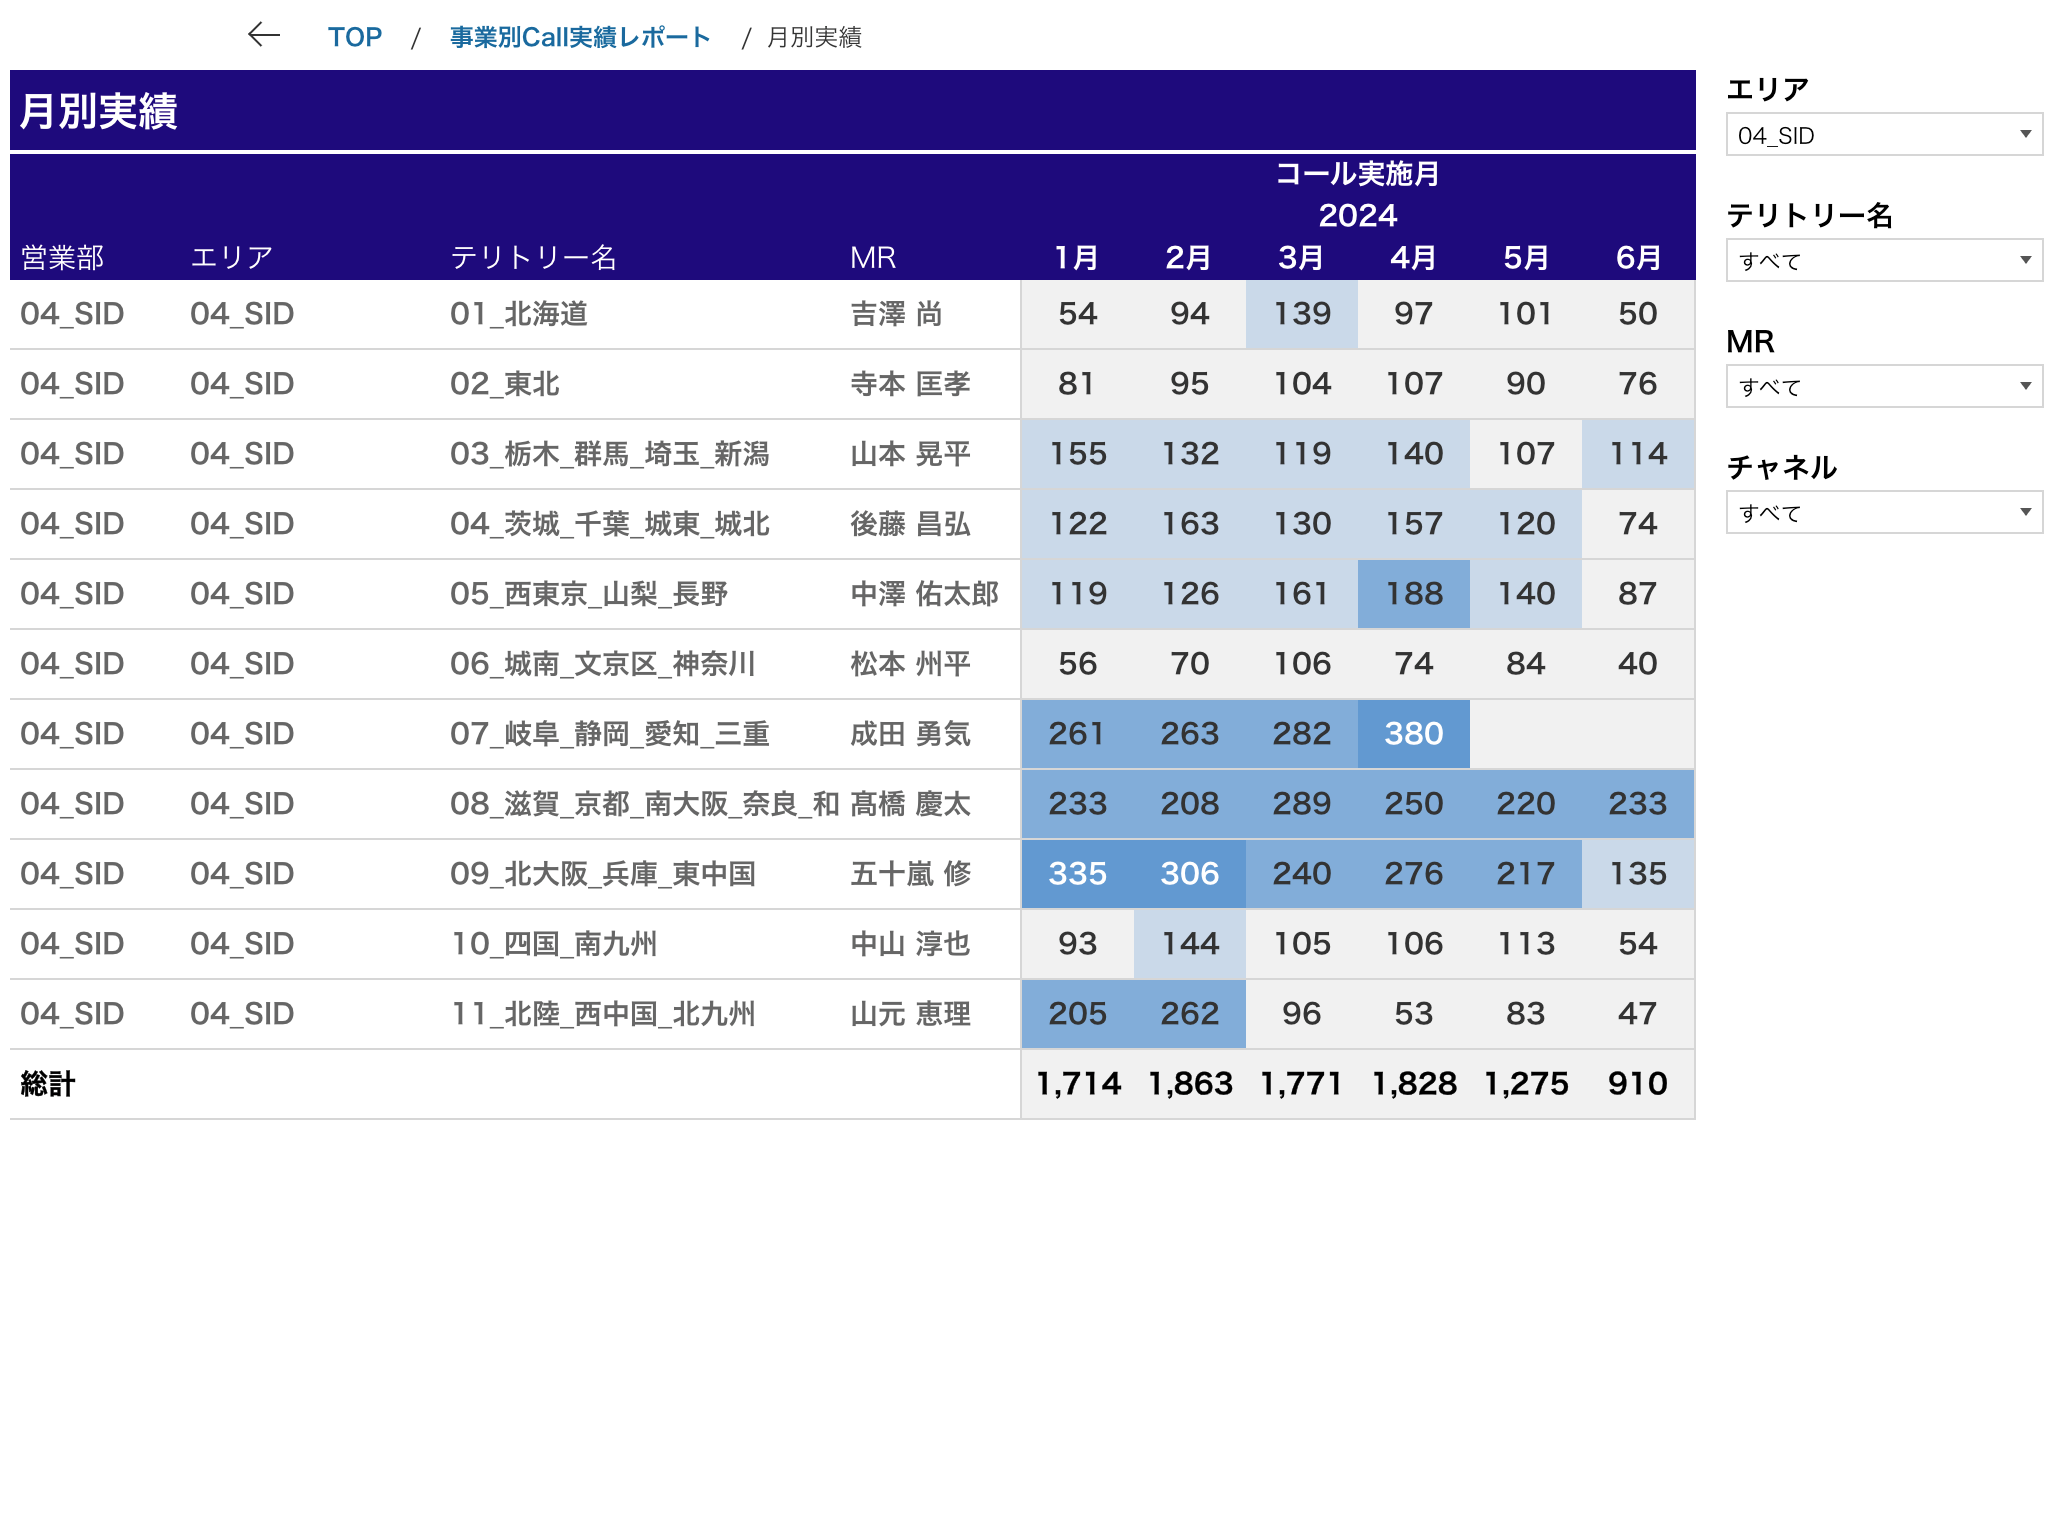 TOP / 事業別Call実績レポート / 月別実績
月別実績
コール実施月
2024
営業部 エリア テリトリー名 MR 1月 2月 3月 4月 5月 6月
04_SID 04_SID 01_北海道 吉澤 尚 54 94 139 97 101 50
04_SID 04_SID 02_東北 寺本 匡孝 81 95 104 107 90 76
04_SID 04_SID 03_栃木_群馬_埼玉_新潟 山本 晃平 155 132 119 140 107 114
04_SID 04_SID 04_茨城_千葉_城東_城北 後藤 昌弘 122 163 130 157 120 74
04_SID 04_SID 05_西東京_山梨_長野 中澤 佑太郎 119 126 161 188 140 87
04_SID 04_SID 06_城南_文京区_神奈川 松本 州平 56 70 106 74 84 40
04_SID 04_SID 07_岐阜_静岡_愛知_三重 成田 勇気 261 263 282 380
04_SID 04_SID 08_滋賀_京都_南大阪_奈良_和 髙橋 慶太 233 208 289 250 220 233
04_SID 04_SID 09_北大阪_兵庫_東中国 五十嵐 修 335 306 240 276 217 135
04_SID 04_SID 10_四国_南九州 中山 淳也 93 144 105 106 113 54
04_SID 04_SID 11_北陸_西中国_北九州 山元 恵理 205 262 96 53 83 47
総計 1,714 1,863 1,771 1,828 1,275 910
エリア
04_SID
テリトリー名
すべて
MR
すべて
チャネル
すべて